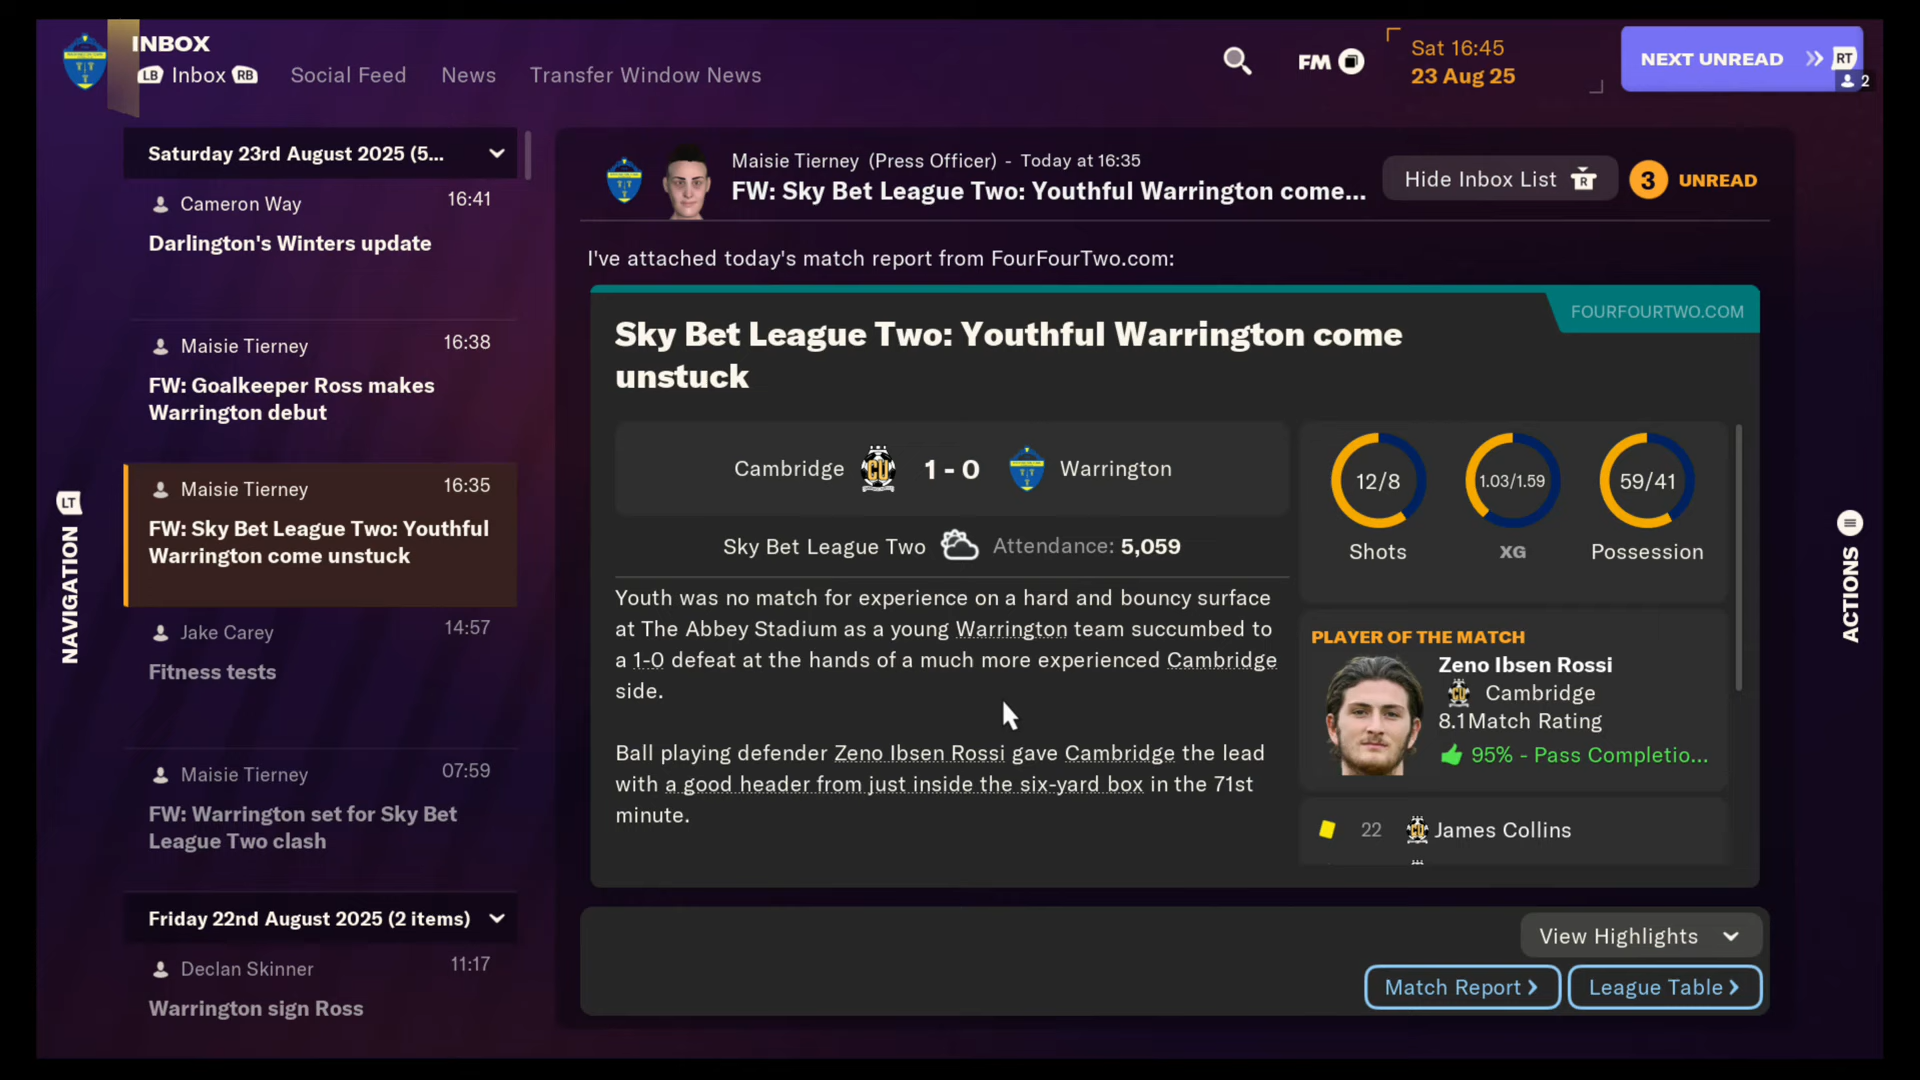 INBOX
LB Inbox RB
Social Feed
News
Transfer Window News
FM
Sat 16:45
23 Aug 25
NEXT UNREAD
RT
2
Saturday 23rd August 2025 (5...
Cameron Way 16:41
Darlington's Winters update
Maisie Tierney 16:38
FW: Goalkeeper Ross makes
Warrington debut
Maisie Tierney 16:35
FW: Sky Bet League Two: Youthful
Warrington come unstuck
Jake Carey 14:57
Fitness tests
Maisie Tierney 07:59
FW: Warrington set for Sky Bet
League Two clash
Friday 22nd August 2025 (2 items)
Declan Skinner 11:17
Warrington sign Ross
LT
NAVIGATION
Maisie Tierney (Press Officer) - Today at 16:35
FW: Sky Bet League Two: Youthful Warrington come...
Hide Inbox List R
3 UNREAD
I've attached today's match report from FourFourTwo.com:
FOURFOURTWO.COM
Sky Bet League Two: Youthful Warrington come
unstuck
Cambridge CU 1 - 0 Warrington
Sky Bet League Two Attendance: 5,059
Youth was no match for experience on a hard and bouncy surface
at The Abbey Stadium as a young Warrington team succumbed to
a 1-0 defeat at the hands of a much more experienced Cambridge
side.
Ball playing defender Zeno Ibsen Rossi gave Cambridge the lead
with a good header from just inside the six-yard box in the 71st
minute.
12/8
Shots
1.03/1.59
XG
59/41
Possession
PLAYER OF THE MATCH
Zeno Ibsen Rossi
Cambridge
8.1Match Rating
95% - Pass Completio...
22 James Collins
View Highlights
Match Report
League Table
ACTIONS